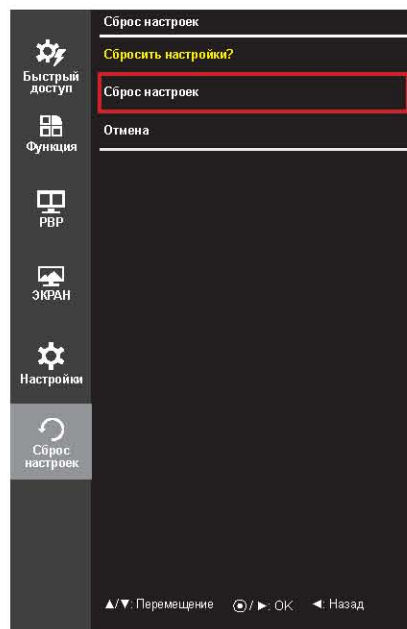 Сброс настроек
Сбросить настройки?
Сброс настроек
Отмена
Быстрый
доступ
Функция
PBP
ЭКРАН
Настройки
Сброс
настроек
▲/▼: Перемещение ⦿/ ►: OK ◄: Назад